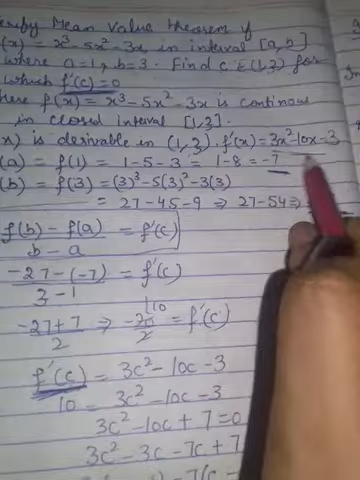 Mean Value theorem if
(x) = x³-5x²-3x in interval [a,b]
where a=1, b=3. Find c ∈ (1,3) for
which f'(c)=0
here f(x) = x³-5x²-3x is continous
in closed interval [1,3].
x) is derivable in (1,3). f'(x) = 3x²-10x-3
(a) = f(1) = 1-5-3 = 1-8 = -7
(b) = f(3) = (3)³-5(3)²-3(3)
= 27-45-9 ⇒ 27-54 ⇒
f(b) - f(a) / b-a = f'(c)
-27-(-7) / 3-1 = f'(c)
-27+7 / 2 ⇒ -20 / 2 = f'(c)
f'(c) = 3c²-10c-3
10 = 3c²-10c-3
3c²-10c+7=0
3c²-3c-7c+7